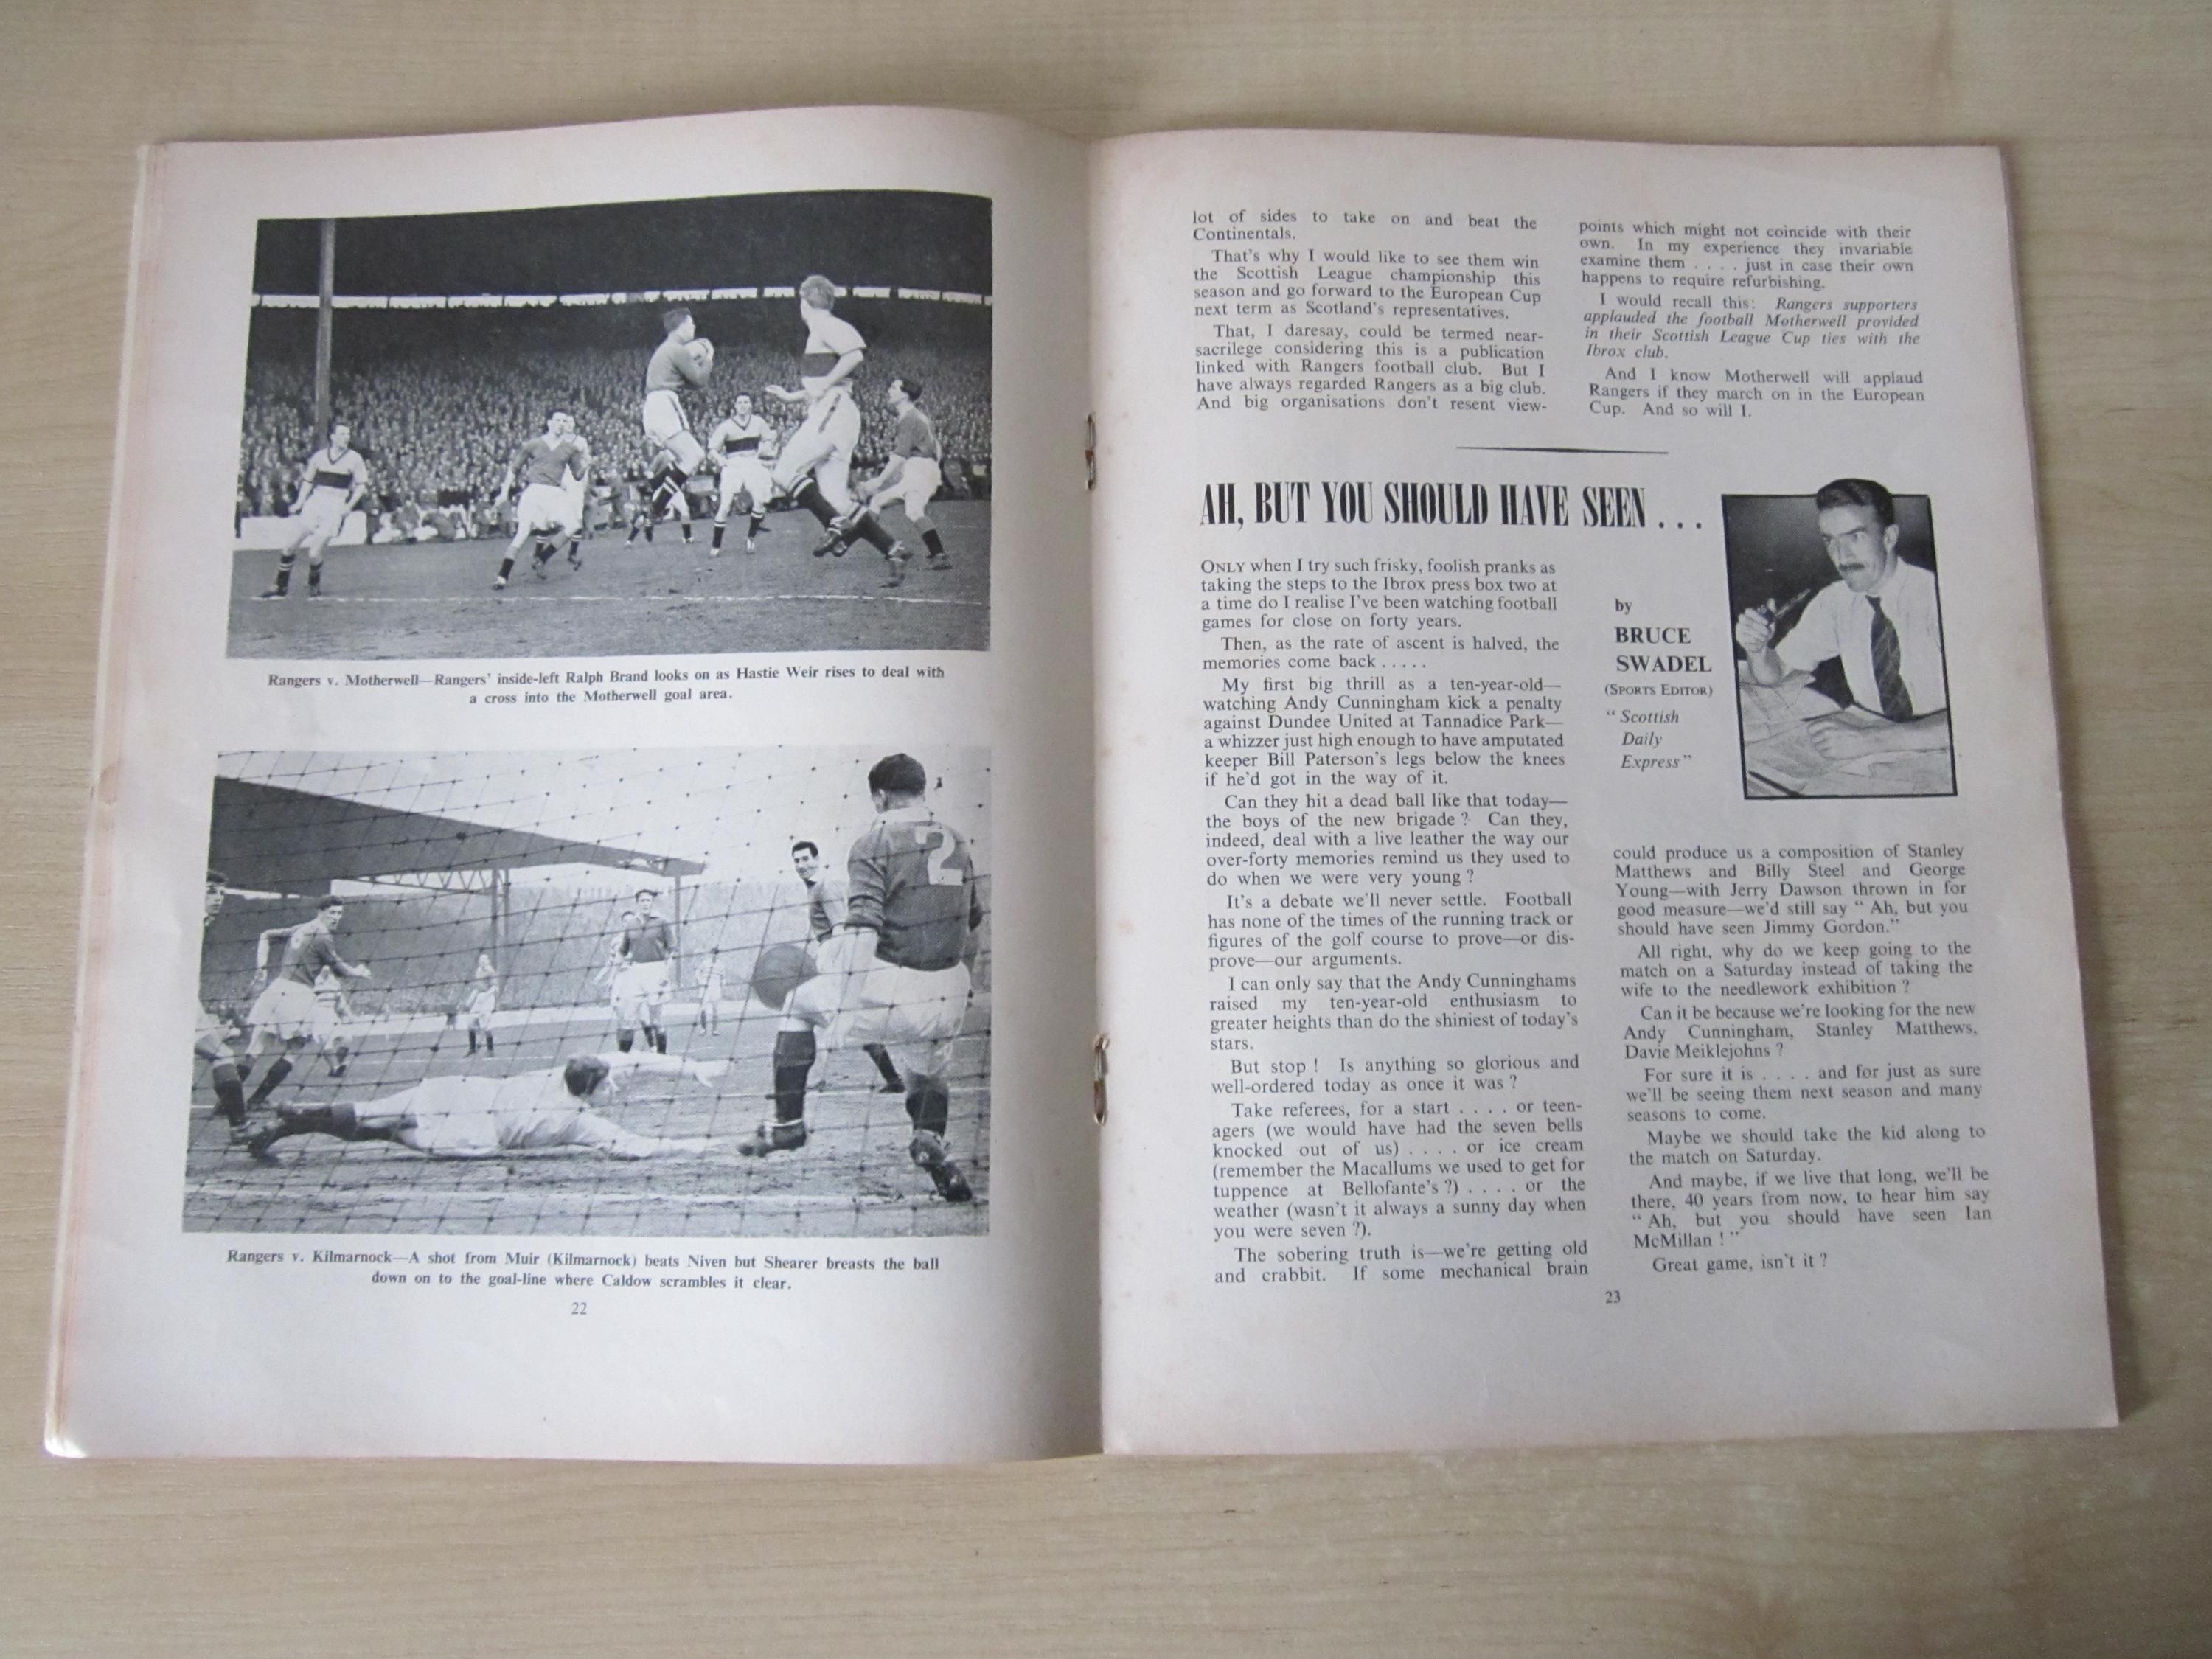 Rangers v. Motherwell—Rangers' inside-left Ralph Brand looks on as Hastie Weir rises to deal with
a cross into the Motherwell goal area.
2
Rangers v. Kilmarnock—A shot from Muir (Kilmarnock) beats Niven but Shearer breasts the ball
down on to the goal-line where Caldow scrambles it clear.
22
lot of sides to take on and beat the
Continentals.
That's why I would like to see them win
the Scottish League championship this
season and go forward to the European Cup
next term as Scotland's representatives.
That, I daresay, could be termed near-
sacrilege considering this is a publication
linked with Rangers football club. But I
have always regarded Rangers as a big club.
And big organisations don't resent view-
points which might not coincide with their
own. In my experience they invariable
examine them . . . . just in case their own
happens to require refurbishing.
I would recall this: Rangers supporters
applauded the football Motherwell provided
in their Scottish League Cup ties with the
Ibrox club.
And I know Motherwell will applaud
Rangers if they march on in the European
Cup. And so will I.
AH, BUT YOU SHOULD HAVE SEEN . . .
by
BRUCE
SWADEL
(SPORTS EDITOR)
" Scottish
Daily
Express "
ONLY when I try such frisky, foolish pranks as
taking the steps to the Ibrox press box two at
a time do I realise I've been watching football
games for close on forty years.
Then, as the rate of ascent is halved, the
memories come back . . . . .
My first big thrill as a ten-year-old—
watching Andy Cunningham kick a penalty
against Dundee United at Tannadice Park—
a whizzer just high enough to have amputated
keeper Bill Paterson's legs below the knees
if he'd got in the way of it.
Can they hit a dead ball like that today—
the boys of the new brigade ? Can they,
indeed, deal with a live leather the way our
over-forty memories remind us they used to
do when we were very young ?
It's a debate we'll never settle. Football
has none of the times of the running track or
figures of the golf course to prove—or dis-
prove—our arguments.
I can only say that the Andy Cunninghams
raised my ten-year-old enthusiasm to
greater heights than do the shiniest of today's
stars.
But stop ! Is anything so glorious and
well-ordered today as once it was ?
Take referees, for a start . . . . or teen-
agers (we would have had the seven bells
knocked out of us) . . . . or ice cream
(remember the Macallums we used to get for
tuppence at Bellofante's ?) . . . . or the
weather (wasn't it always a sunny day when
you were seven ?).
The sobering truth is—we're getting old
and crabbit. If some mechanical brain
could produce us a composition of Stanley
Matthews and Billy Steel and George
Young—with Jerry Dawson thrown in for
good measure—we'd still say " Ah, but you
should have seen Jimmy Gordon."
All right, why do we keep going to the
match on a Saturday instead of taking the
wife to the needlework exhibition ?
Can it be because we're looking for the new
Andy Cunningham, Stanley Matthews,
Davie Meiklejohns ?
For sure it is . . . . and for just as sure
we'll be seeing them next season and many
seasons to come.
Maybe we should take the kid along to
the match on Saturday.
And maybe, if we live that long, we'll be
there, 40 years from now, to hear him say
" Ah, but you should have seen Ian
McMillan ! "
Great game, isn't it ?
23